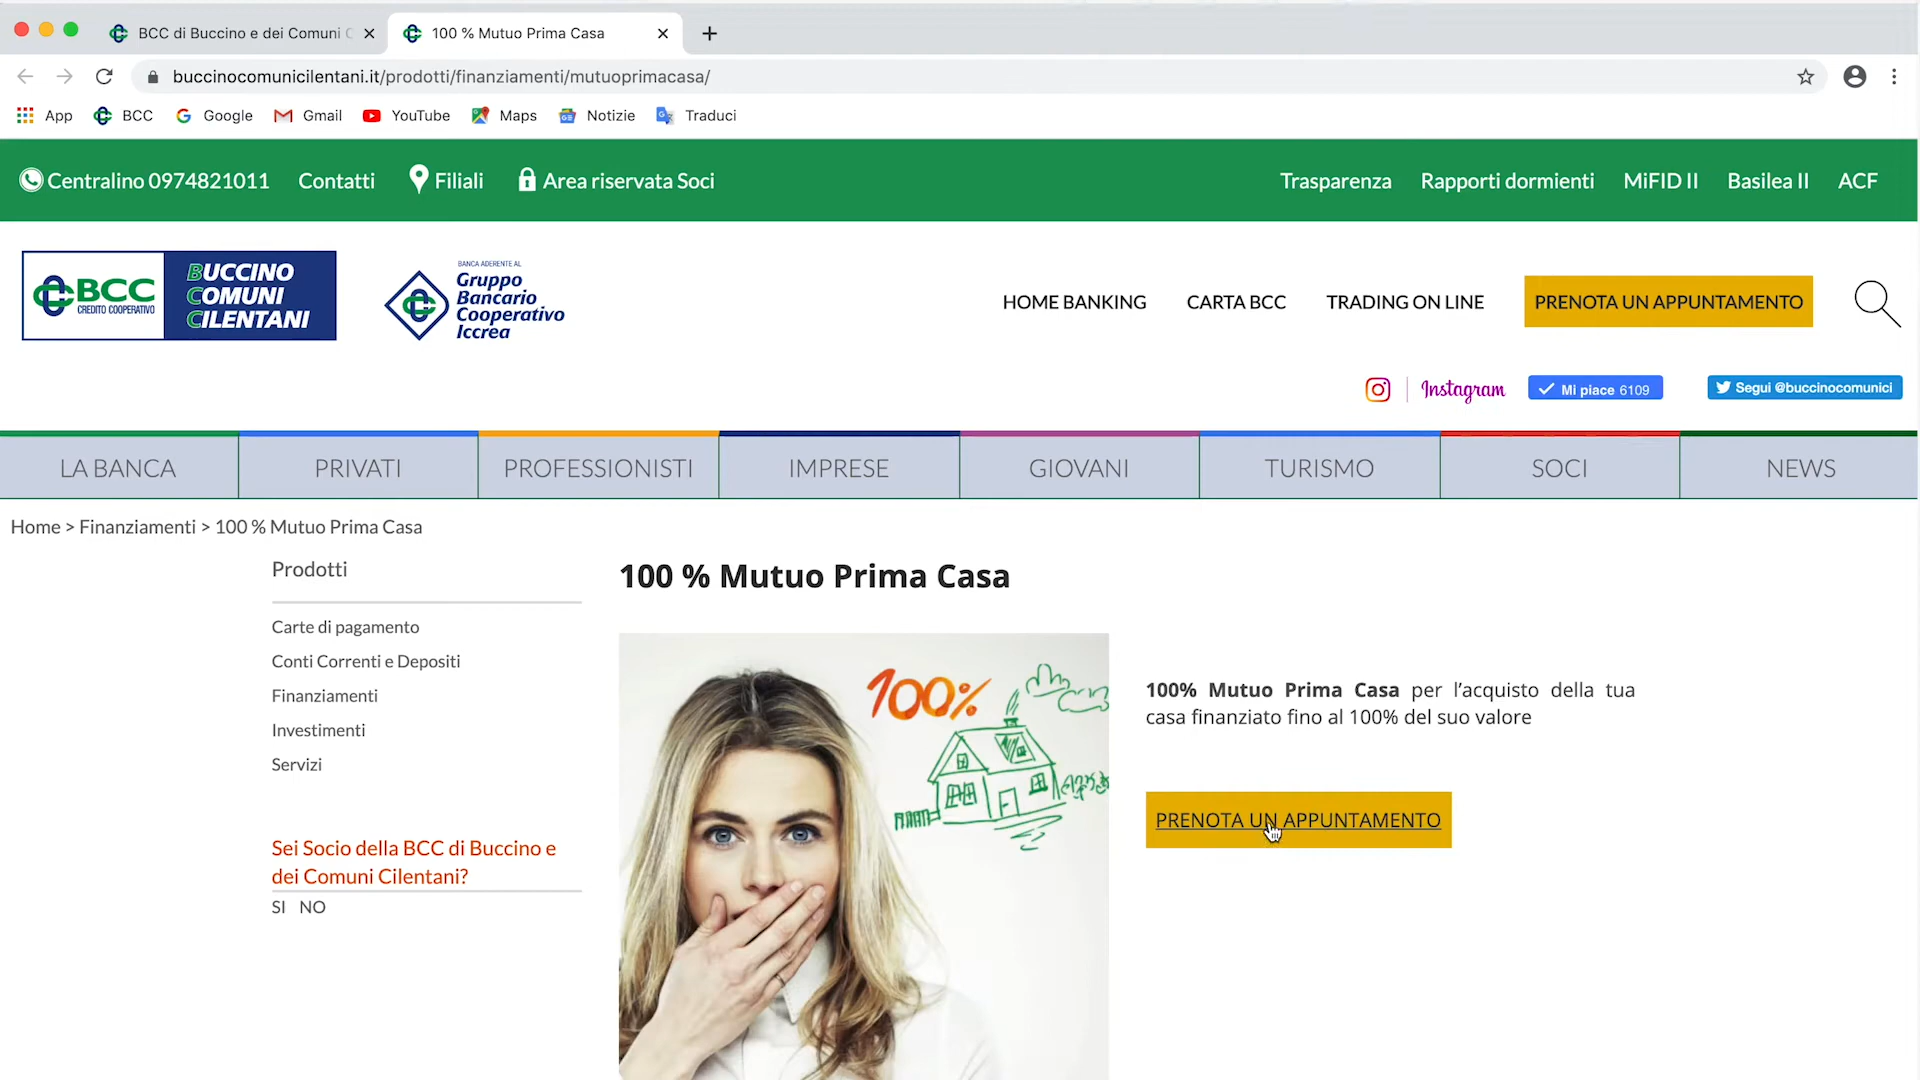 BCC di Buccino e dei Comuni C
100 % Mutuo Prima Casa
buccinocomunicilentani.it/prodotti/finanziamenti/mutuoprimacasa/
App BCC Google Gmail YouTube Maps Notizie Traduci
Centralino 0974821011 Contatti Filiali Area riservata Soci
Trasparenza Rapporti dormienti MiFID II Basilea II ACF
BCC
CREDITO COOPERATIVO
BUCCINO
COMUNI
CILENTANI
BANCA ADERENTE AL
Gruppo
Bancario
Cooperativo
Iccrea
HOME BANKING CARTA BCC TRADING ON LINE PRENOTA UN APPUNTAMENTO
Instagram
Mi piace 6109
Segui @buccinocomunici
LA BANCA PRIVATI PROFESSIONISTI IMPRESE GIOVANI TURISMO SOCI NEWS
Home > Finanziamenti > 100 % Mutuo Prima Casa
Prodotti
Carte di pagamento
Conti Correnti e Depositi
Finanziamenti
Investimenti
Servizi
Sei Socio della BCC di Buccino e
dei Comuni Cilentani?
SI NO
100 % Mutuo Prima Casa
100%
100% Mutuo Prima Casa per l’acquisto della tua
casa finanziato fino al 100% del suo valore
PRENOTA UN APPUNTAMENTO